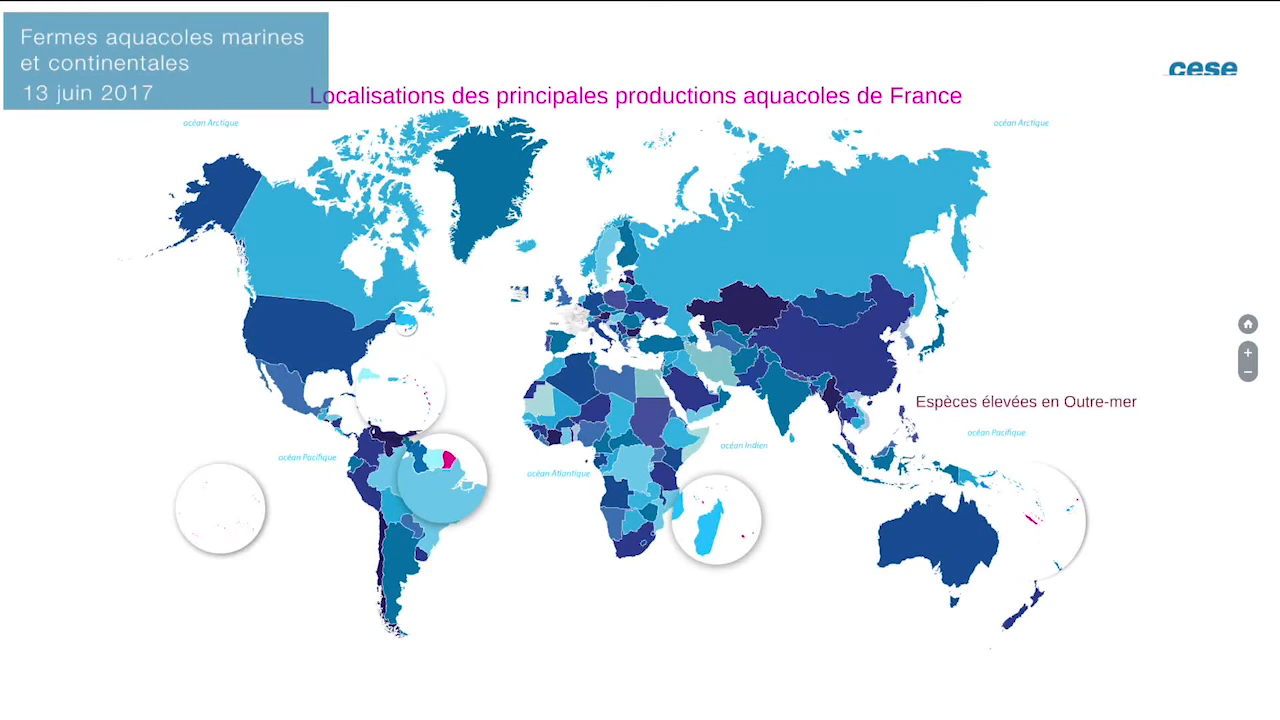 Fermes aquacoles marines
et continentales
13 juin 2017
cese
Localisations des principales productions aquacoles de France
océan Arctique
océan Arctique
Espèces élevées en Outre-mer
océan Pacifique
océan Indien
océan Pacifique
océan Atlantique